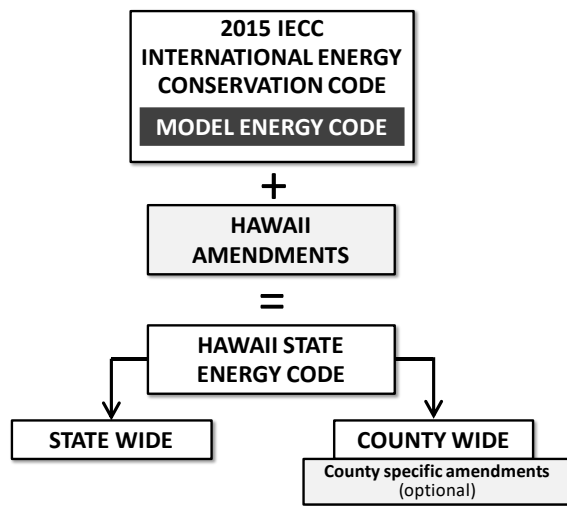 2015 IECC
INTERNATIONAL ENERGY
CONSERVATION CODE
MODEL ENERGY CODE
+
HAWAII
AMENDMENTS
=
HAWAII STATE
ENERGY CODE
STATE WIDE
COUNTY WIDE
County specific amendments
(optional)